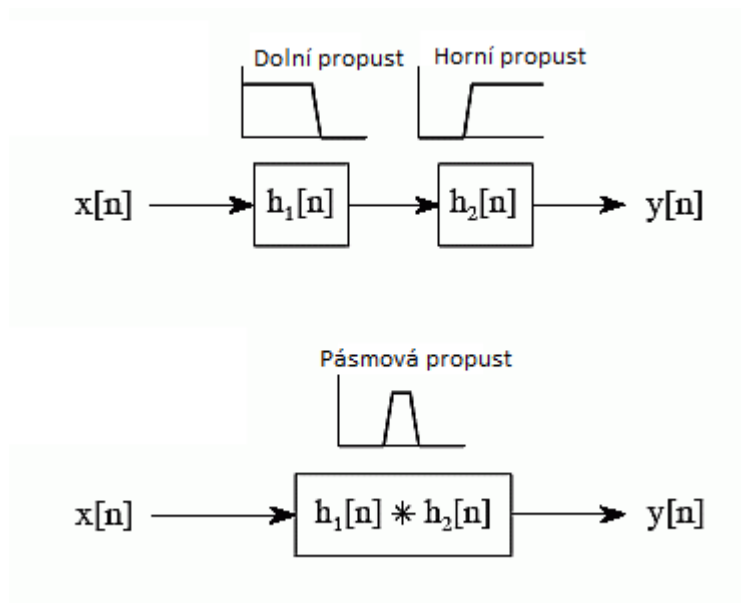 Dolní propust Horní propust
x[n] h₁[n] h₂[n] y[n]
Pásmová propust
x[n] h₁[n] ∗ h₂[n] y[n]